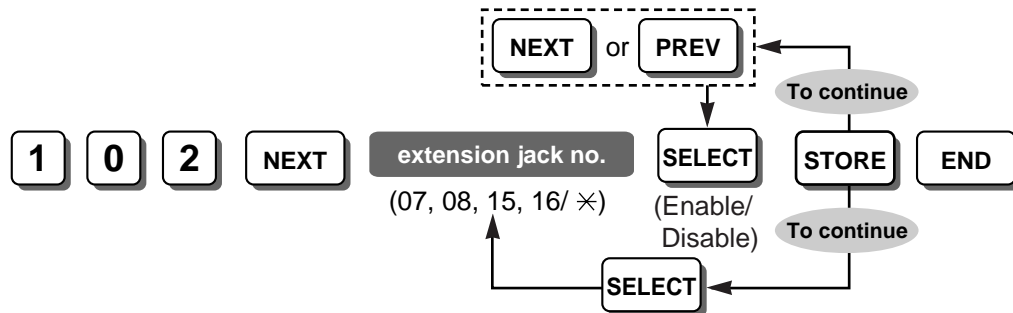 NEXT or PREV
To continue
1 0 2 NEXT extension jack no. SELECT STORE END
(07, 08, 15, 16/ ✳)
(Enable/
Disable)
To continue
SELECT